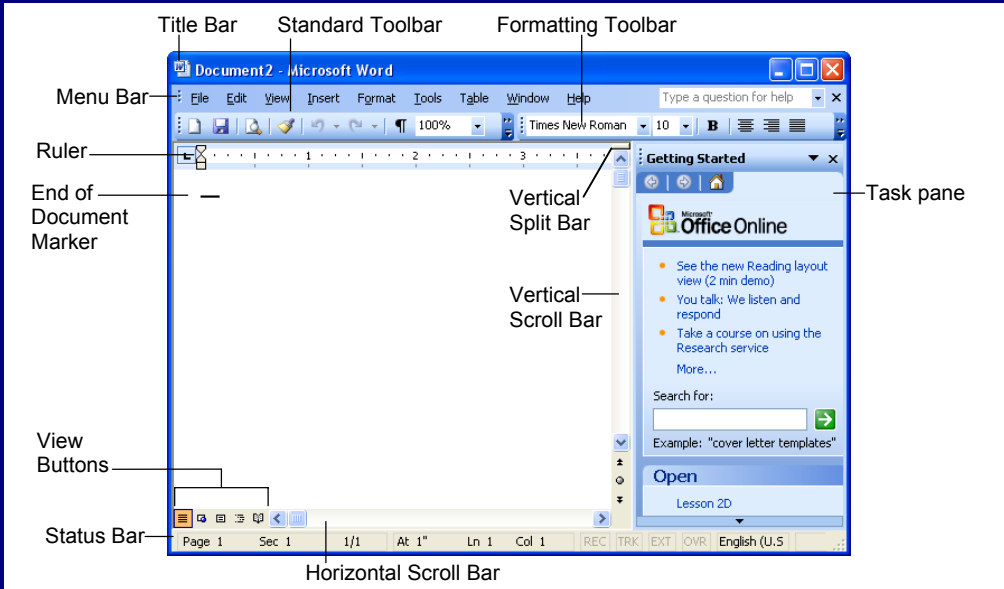 Title Bar Standard Toolbar Formatting Toolbar
Document2 - Microsoft Word
Menu Bar
File Edit View Insert Format Tools Table Window Help Type a question for help
¶ 100% Times New Roman 10 B
Ruler
1 2 3
Getting Started
End of
Document
Marker
Vertical
Split Bar
Task pane
Microsoft
Office Online
See the new Reading layout
view (2 min demo)
You talk: We listen and
respond
Take a course on using the
Research service
More...
Vertical
Scroll Bar
Search for:
Example: "cover letter templates"
View
Buttons
Open
Lesson 2D
Status Bar
Page 1 Sec 1 1/1 At 1" Ln 1 Col 1 REC TRK EXT OVR English (U.S
Horizontal Scroll Bar